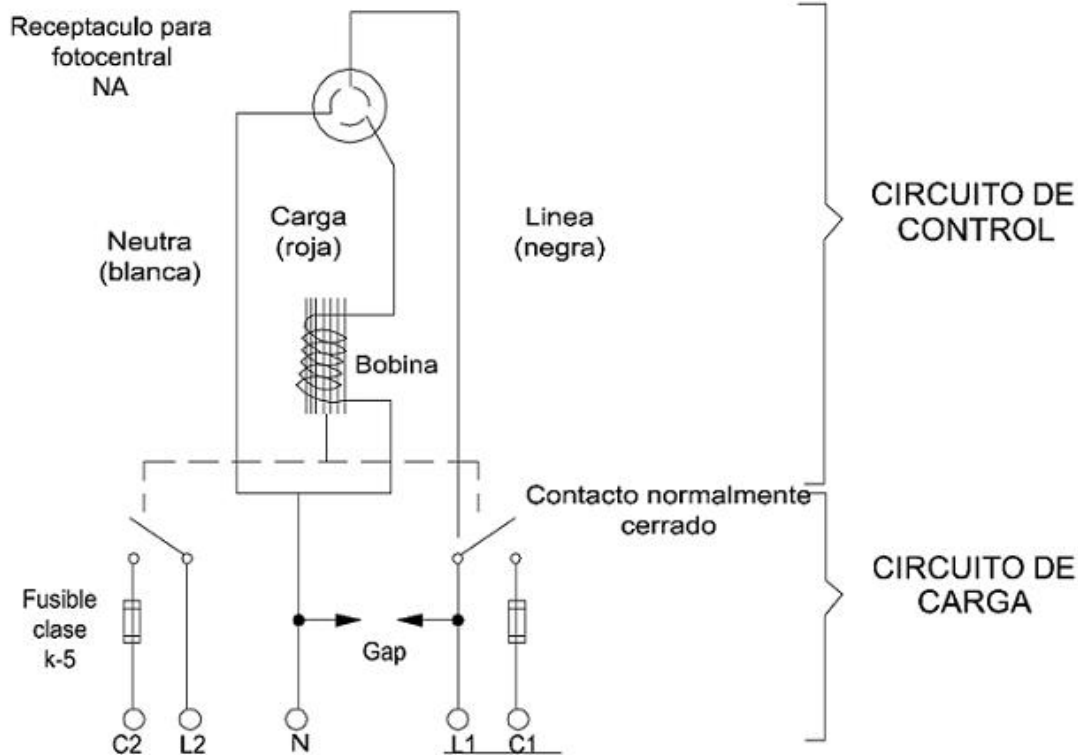 Receptaculo para
fotocentral
NA
CIRCUITO DE
CONTROL
Neutra
(blanca)
Carga
(roja)
Linea
(negra)
Bobina
Contacto normalmente
cerrado
CIRCUITO DE
CARGA
Fusible
clase
k-5
Gap
C2 L2 N L1 C1